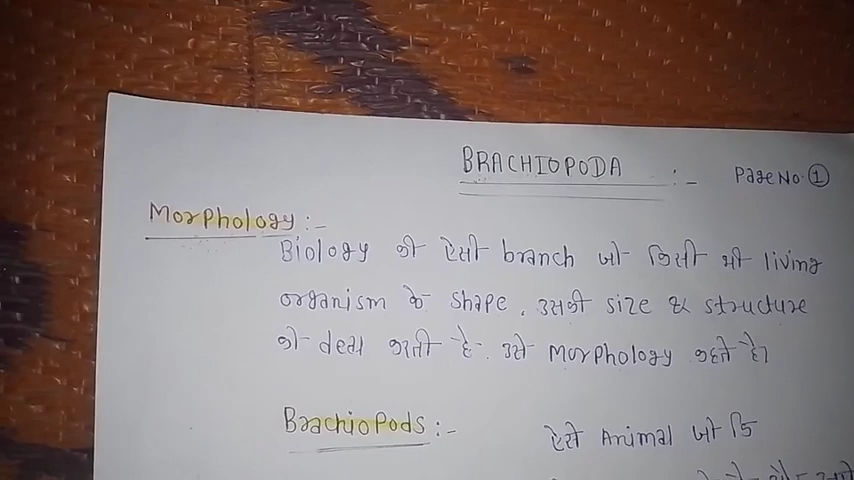 BRACHIOPODA :- Page No. ①
Morphology :-
Biology की ऐसी branch जो किसी भी living
organism के shape, उसकी size & structure
को deal करती है. उसे Morphology कहते है।
BrachioPods :- ऐसे Animal जो कि